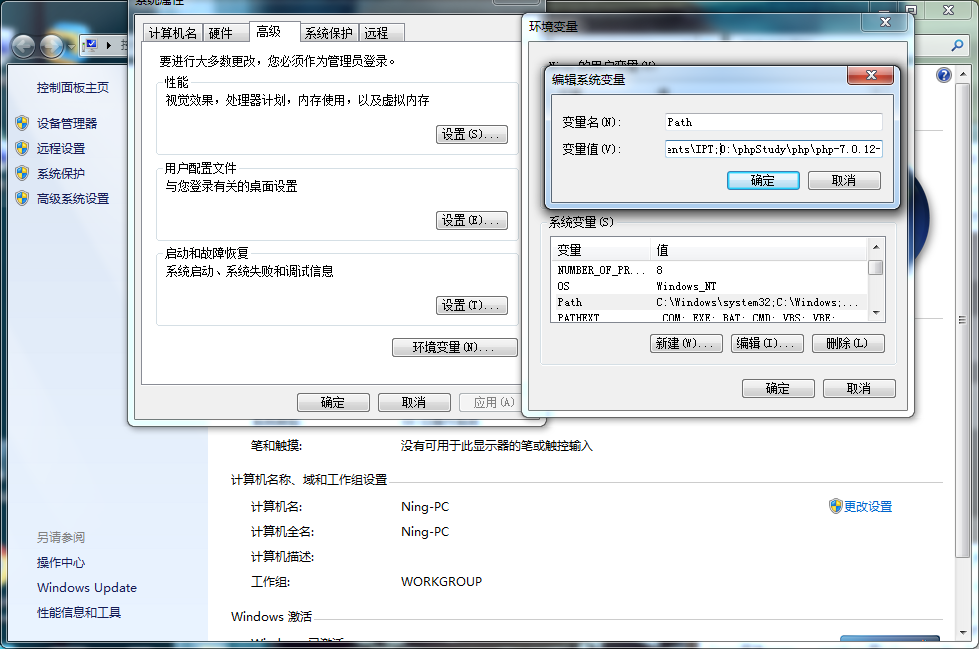 系统属性
计算机名
硬件
高级
系统保护
远程
要进行大多数更改，您必须作为管理员登录。
性能
视觉效果，处理器计划，内存使用，以及虚拟内存
设置(S)...
用户配置文件
与您登录有关的桌面设置
设置(E)...
启动和故障恢复
系统启动、系统失败和调试信息
设置(T)...
环境变量(N)...
确定
取消
应用(A)
环境变量
编辑系统变量
变量名(N):
Path
变量值(V):
ents\IPT;D:\phpStudy\php\php-7.0.12-
确定
取消
系统变量(S)
变量
值
NUMBER_OF_PR...
8
OS
Windows_NT
Path
C:\Windows\system32;C:\Windows;...
PATHEXT
.COM;.EXE;.BAT;.CMD;.VBS;.VBE;
新建(W)...
编辑(I)...
删除(L)
确定
取消
控制面板主页
设备管理器
远程设置
系统保护
高级系统设置
另请参阅
操作中心
Windows Update
性能信息和工具
笔和触摸:
没有可用于此显示器的笔或触控输入
计算机名称、域和工作组设置
计算机名:
Ning-PC
更改设置
计算机全名:
Ning-PC
计算机描述:
工作组:
WORKGROUP
Windows 激活
Windows 已激活